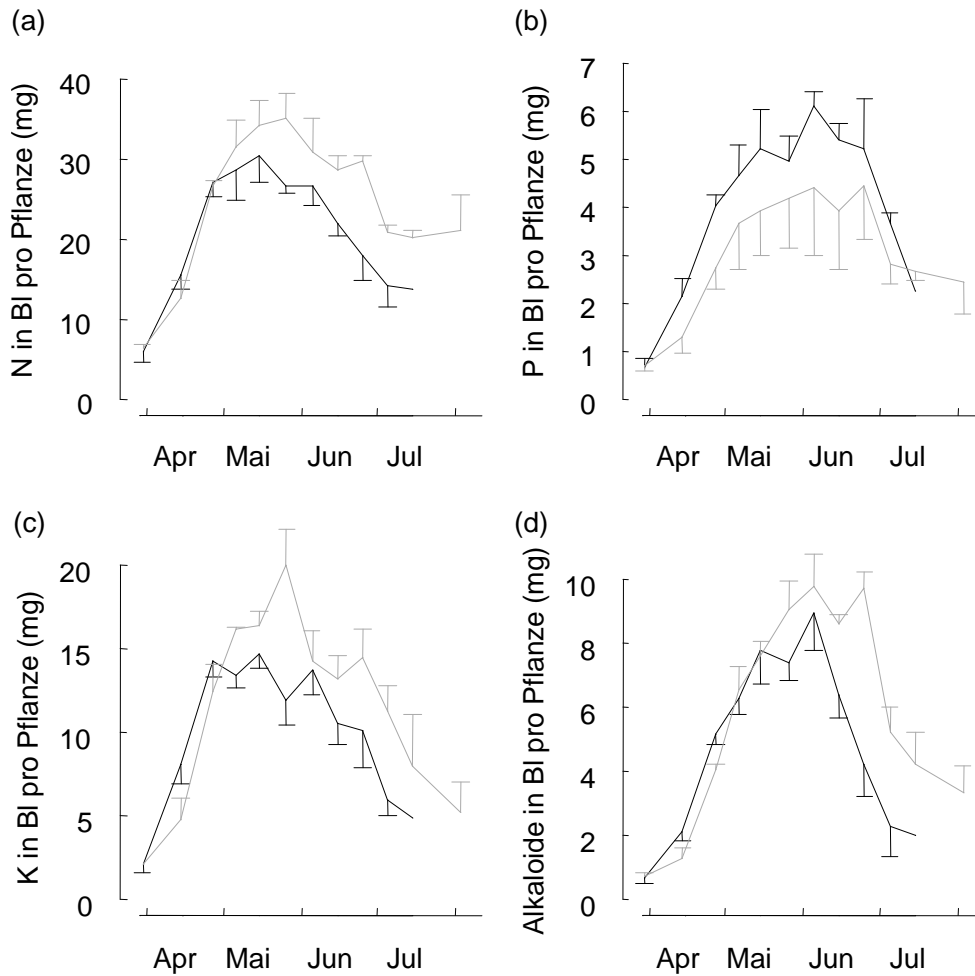 (a)
N in Bl pro Pflanze (mg)
40
30
20
10
0
Apr Mai Jun Jul
(b)
P in Bl pro Pflanze (mg)
7
6
5
4
3
2
1
0
Apr Mai Jun Jul
(c)
K in Bl pro Pflanze (mg)
20
15
10
5
0
Apr Mai Jun Jul
(d)
Alkaloide in Bl pro Pflanze (mg)
10
8
6
4
2
0
Apr Mai Jun Jul